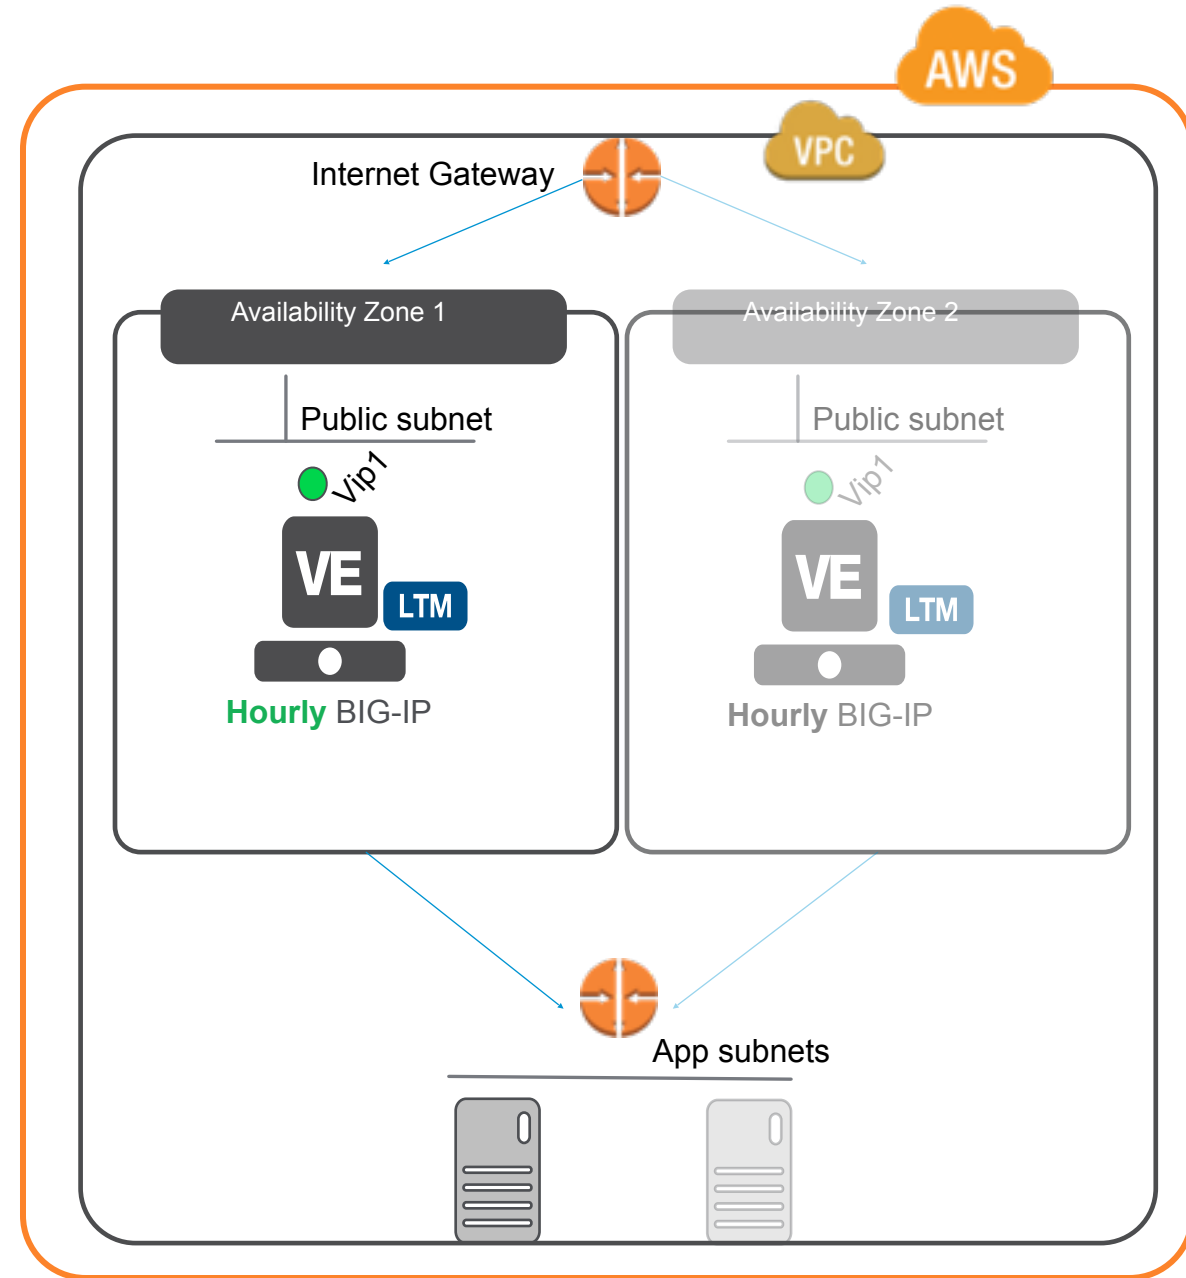 AWS
VPC
Internet Gateway
Availability Zone 1
Availability Zone 2
Public subnet
Public subnet
Vip1
Vip1
VE
VE
LTM
LTM
Hourly BIG-IP
Hourly BIG-IP
App subnets